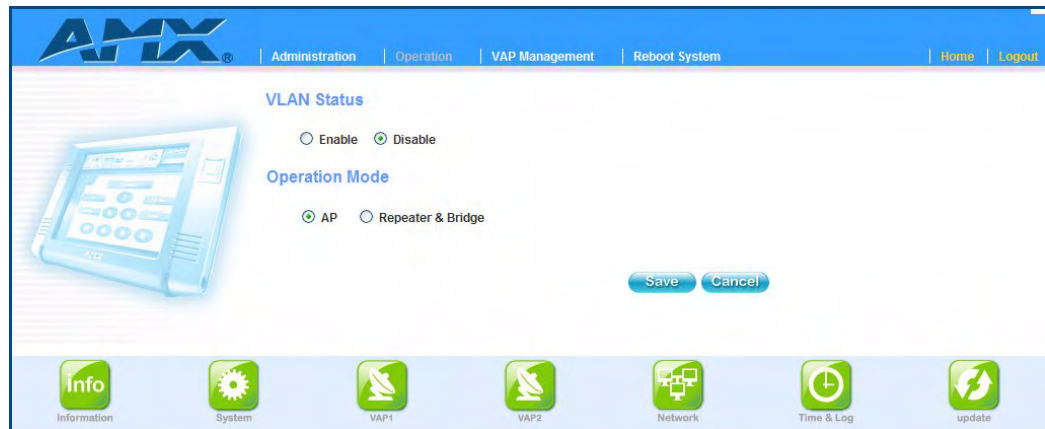 AMX®
Administration Operation VAP Management Reboot System Home Logout
VLAN Status
Enable Disable
Operation Mode
AP Repeater & Bridge
Save Cancel
info
Information System VAP1 VAP2 Network Time & Log update